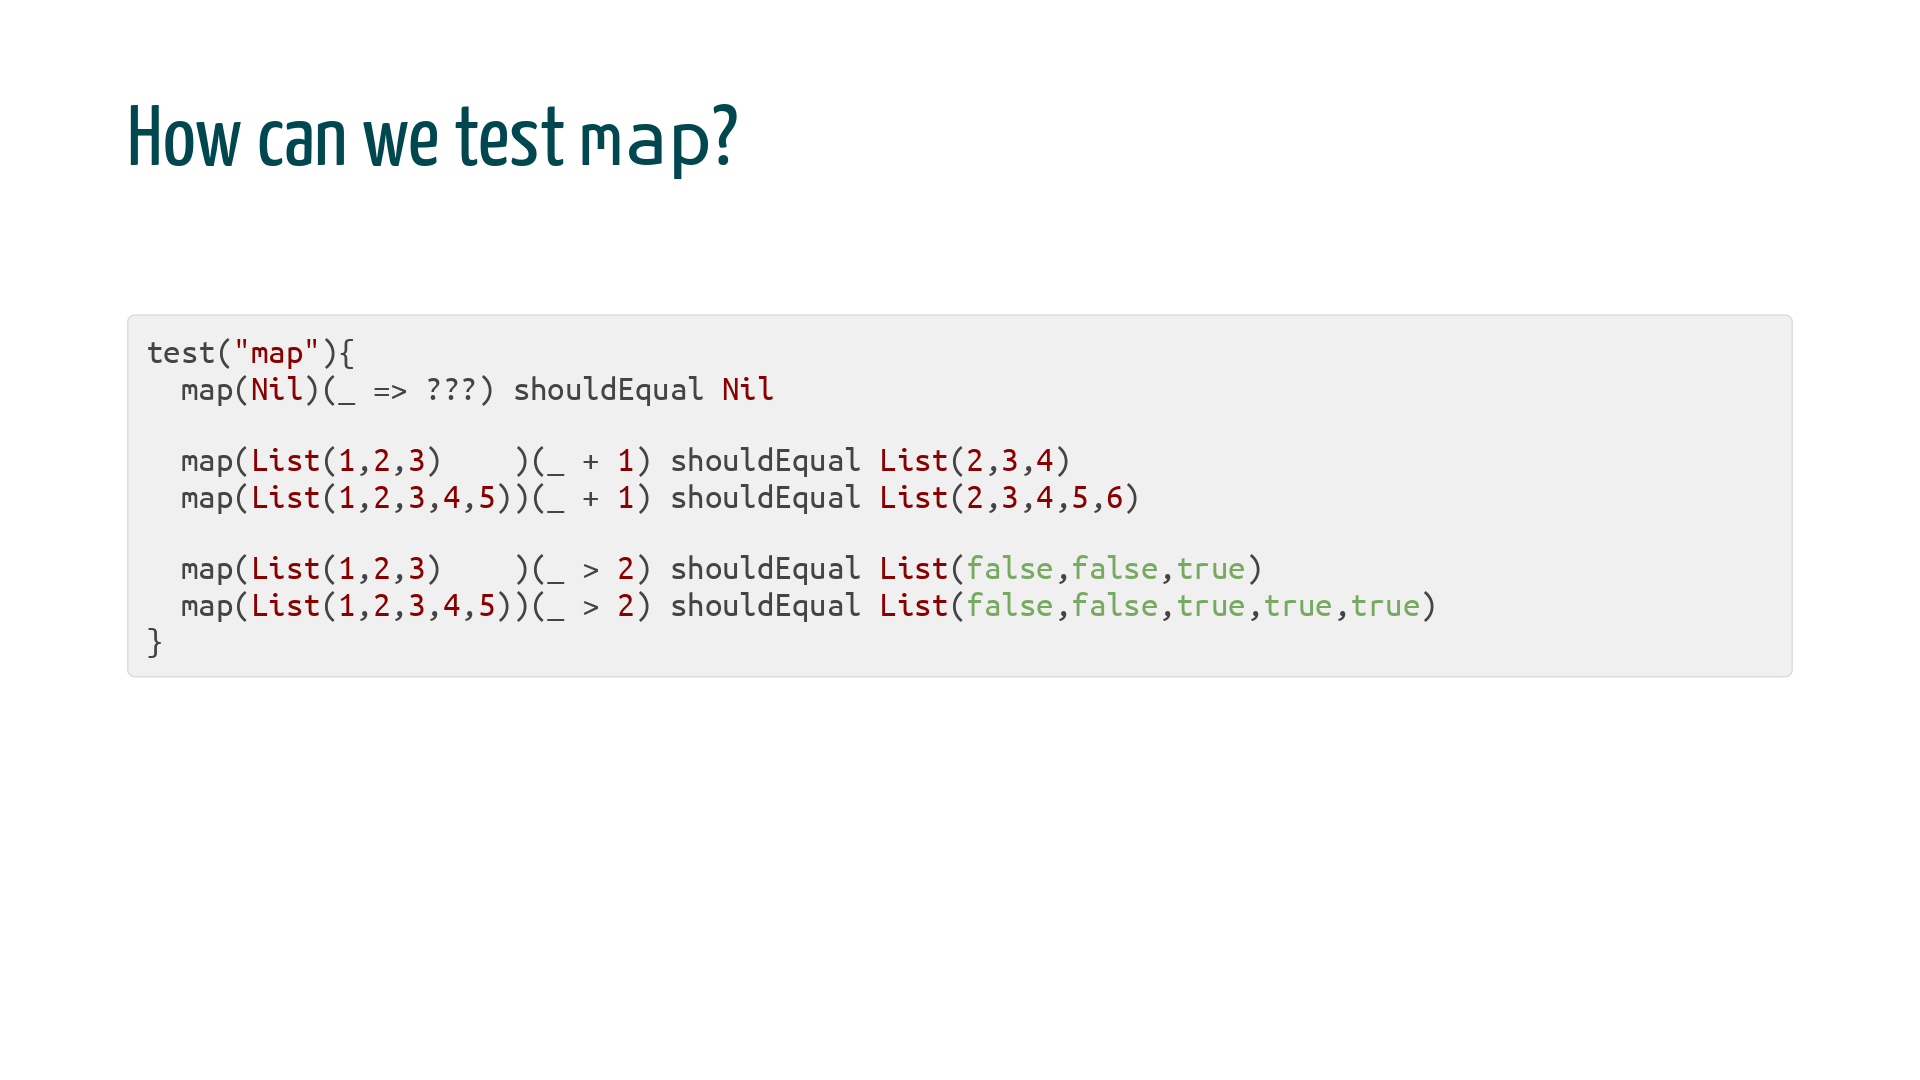 How can we test map?
test("map"){
  map(Nil)(_ => ???) shouldEqual Nil

  map(List(1,2,3)    )(_ + 1) shouldEqual List(2,3,4)
  map(List(1,2,3,4,5))(_ + 1) shouldEqual List(2,3,4,5,6)

  map(List(1,2,3)    )(_ > 2) shouldEqual List(false,false,true)
  map(List(1,2,3,4,5))(_ > 2) shouldEqual List(false,false,true,true,true)
}